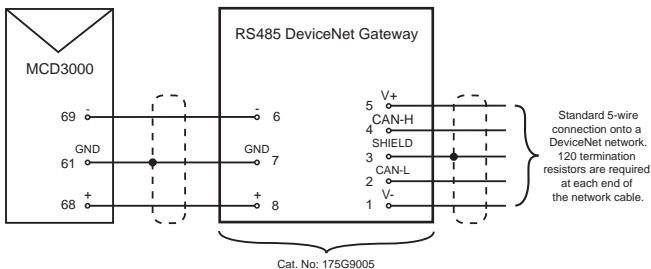 RS485 DeviceNet Gateway
MCD3000
69 -
- 6
GND
61
GND
7
68 +
+ 8
V+
5
CAN-H
4
SHIELD
3
CAN-L
2
V-
1
Standard 5-wire
connection onto a
DeviceNet network.
120 termination
resistors are required
at each end of
the network cable.
Cat. No: 175G9005